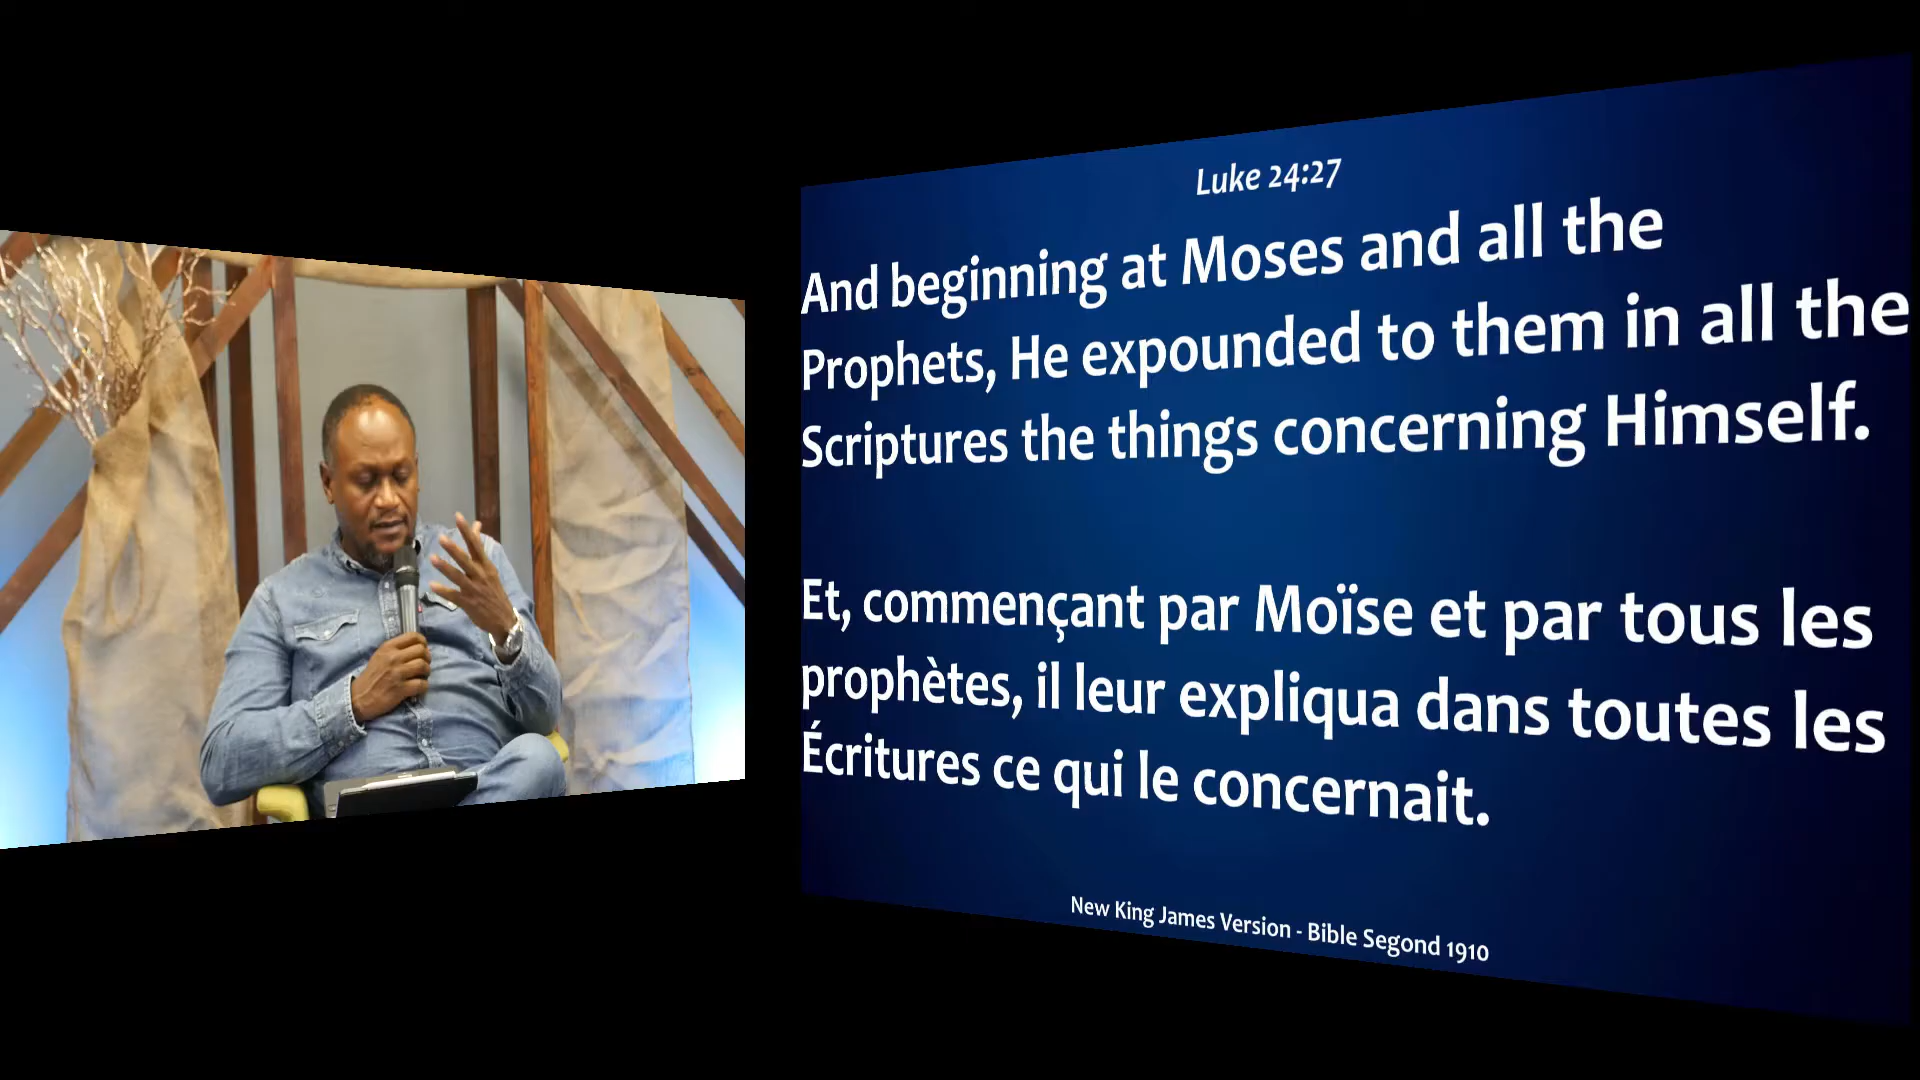 Luke 24:27
And beginning at Moses and all the
Prophets, He expounded to them in all the
Scriptures the things concerning Himself.
Et, commençant par Moïse et par tous les
prophètes, il leur expliqua dans toutes les
Écritures ce qui le concernait.
New King James Version - Bible Segond 1910